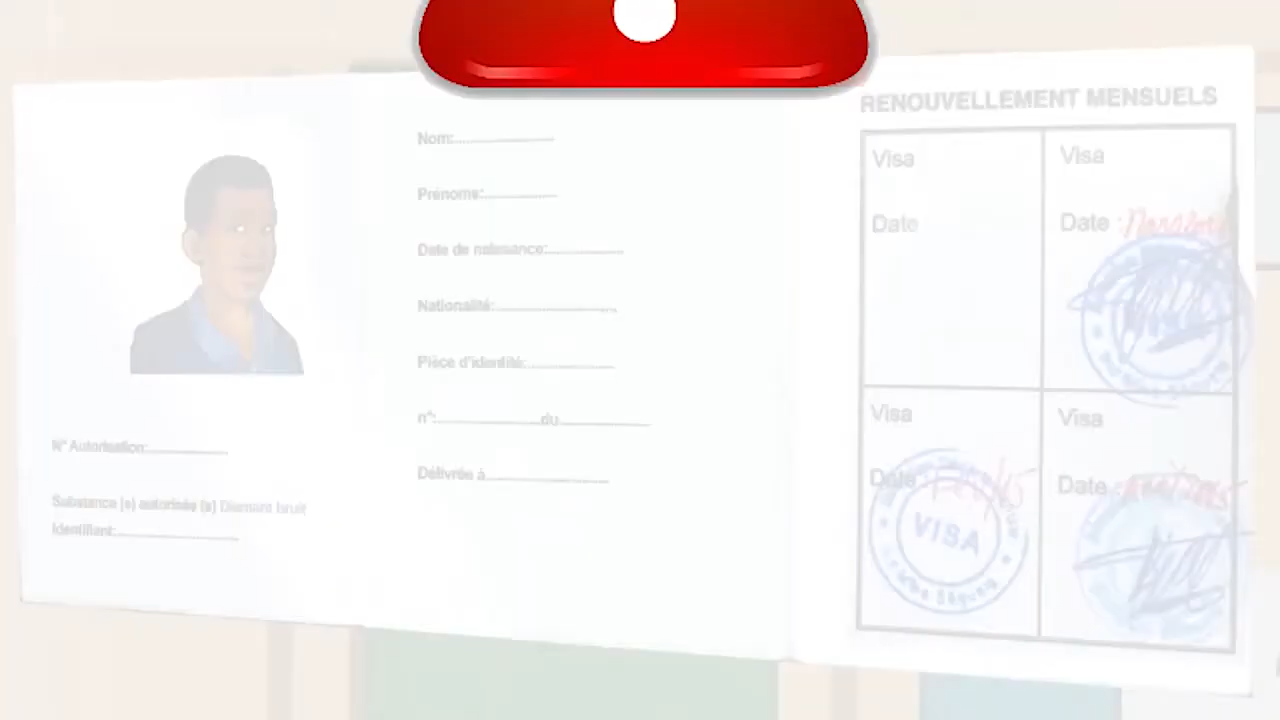 RENOUVELLEMENT MENSUELS
Nom:
Prénoms:
Date de naissance:
Nationalité:
Pièce d'identité:
n°: du
Délivrée à
N° Autorisation:
Substance (s) autorisée (s) Diamant bruit
Identifiant:
Visa
Date
Visa
Date :
Visa
Date :
VISA
Visa
Date :